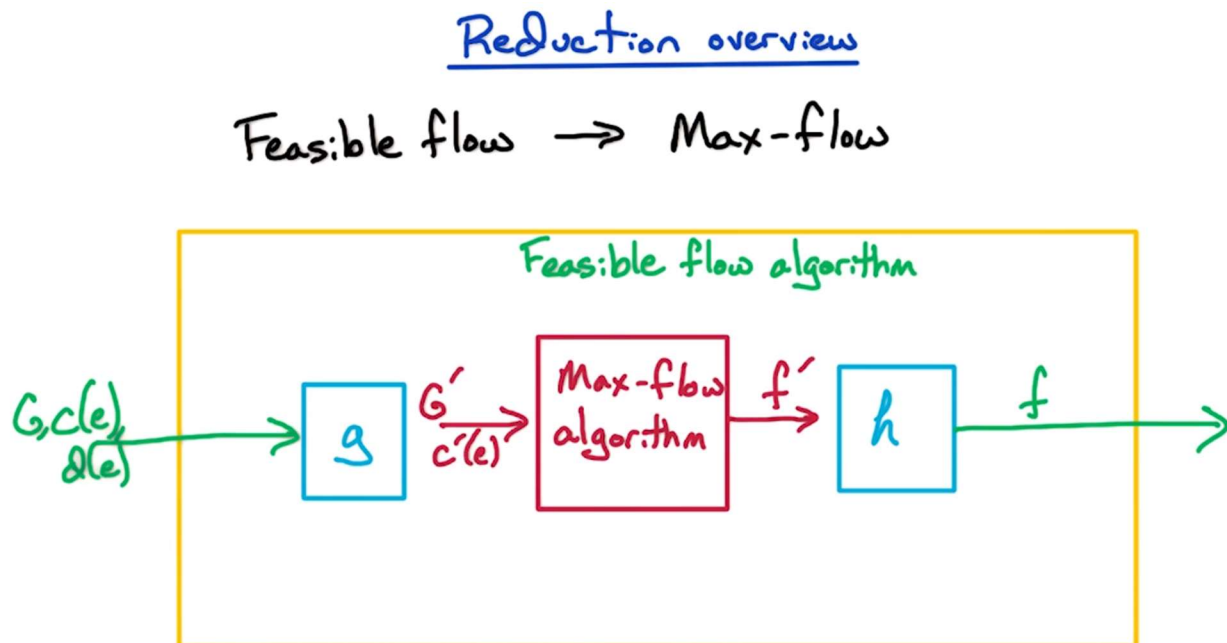 Reduction overview
Feasible flow → Max-flow
Feasible flow algorithm
G, c(e),
d(e)
g
G′
c′(e)
Max-flow
algorithm
f′
h
f